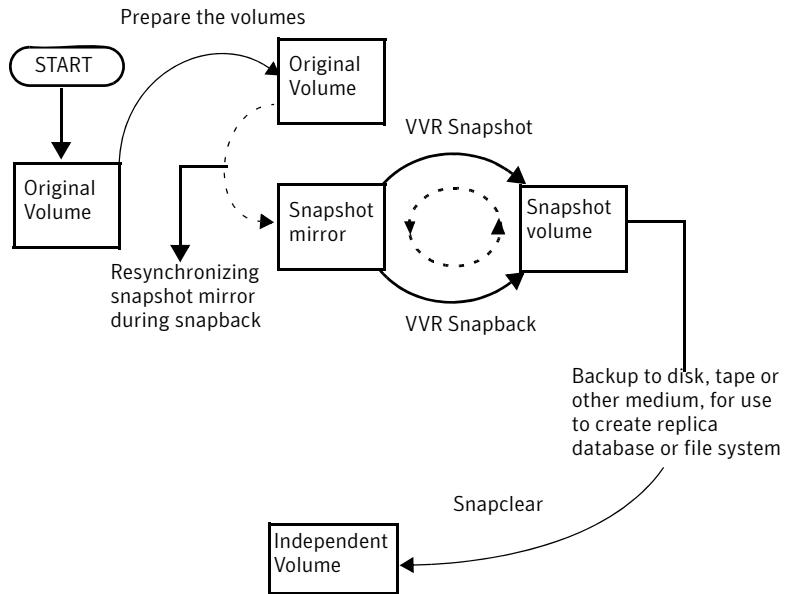 Prepare the volumes
START
Original
Volume
Original
Volume
VVR Snapshot
Snapshot
mirror
Snapshot
volume
Resynchronizing
snapshot mirror
during snapback
VVR Snapback
Backup to disk, tape or
other medium, for use
to create replica
database or file system
Snapclear
Independent
Volume